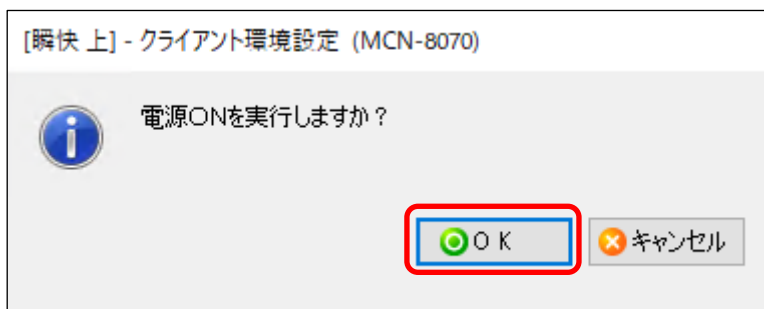 [瞬快 上] - クライアント環境設定 (MCN-8070)
電源ONを実行しますか？
ＯＫ
キャンセル